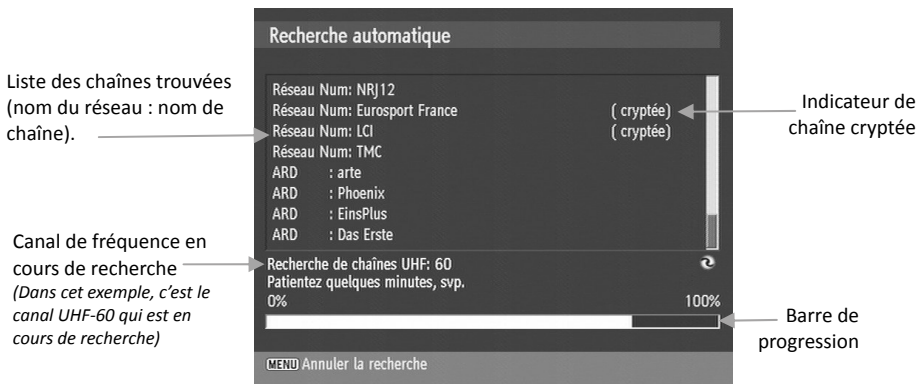 Recherche automatique
Liste des chaînes trouvées
(nom du réseau : nom de
chaîne).
Réseau Num: NRJ12
Réseau Num: Eurosport France ( cryptée)
Réseau Num: LCI ( cryptée)
Réseau Num: TMC
ARD : arte
ARD : Phoenix
ARD : EinsPlus
ARD : Das Erste
Indicateur de
chaîne cryptée
Canal de fréquence en
cours de recherche
(Dans cet exemple, c’est le
canal UHF-60 qui est en
cours de recherche)
Recherche de chaînes UHF: 60
Patientez quelques minutes, svp.
0% 100%
Barre de
progression
MENU Annuler la recherche